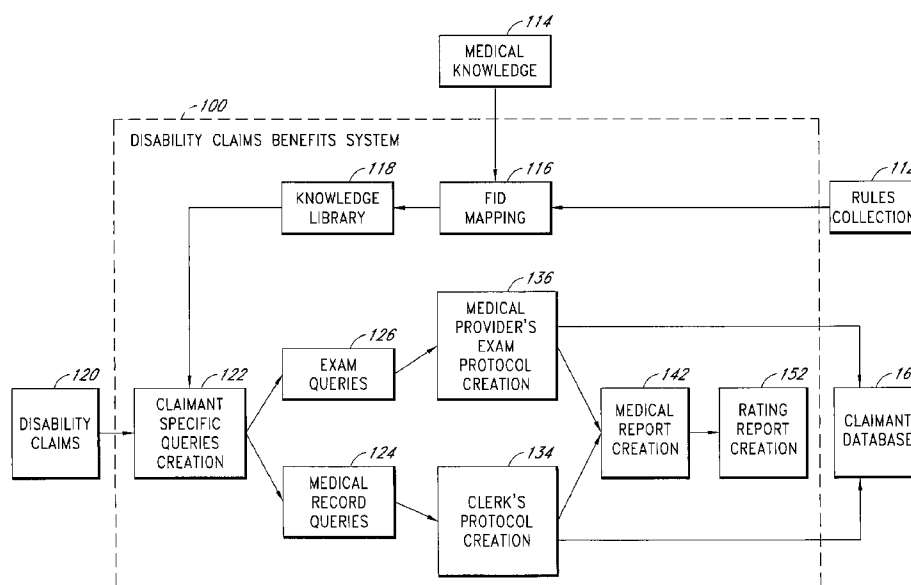 114
MEDICAL
KNOWLEDGE
100
DISABILITY CLAIMS BENEFITS SYSTEM
118
KNOWLEDGE
LIBRARY
116
FID
MAPPING
112
RULES
COLLECTION
136
MEDICAL
PROVIDER'S
EXAM
PROTOCOL
CREATION
126
EXAM
QUERIES
120
DISABILITY
CLAIMS
122
CLAIMANT
SPECIFIC
QUERIES
CREATION
142
MEDICAL
REPORT
CREATION
152
RATING
REPORT
CREATION
16
CLAIMANT
DATABASE
124
MEDICAL
RECORD
QUERIES
134
CLERK'S
PROTOCOL
CREATION